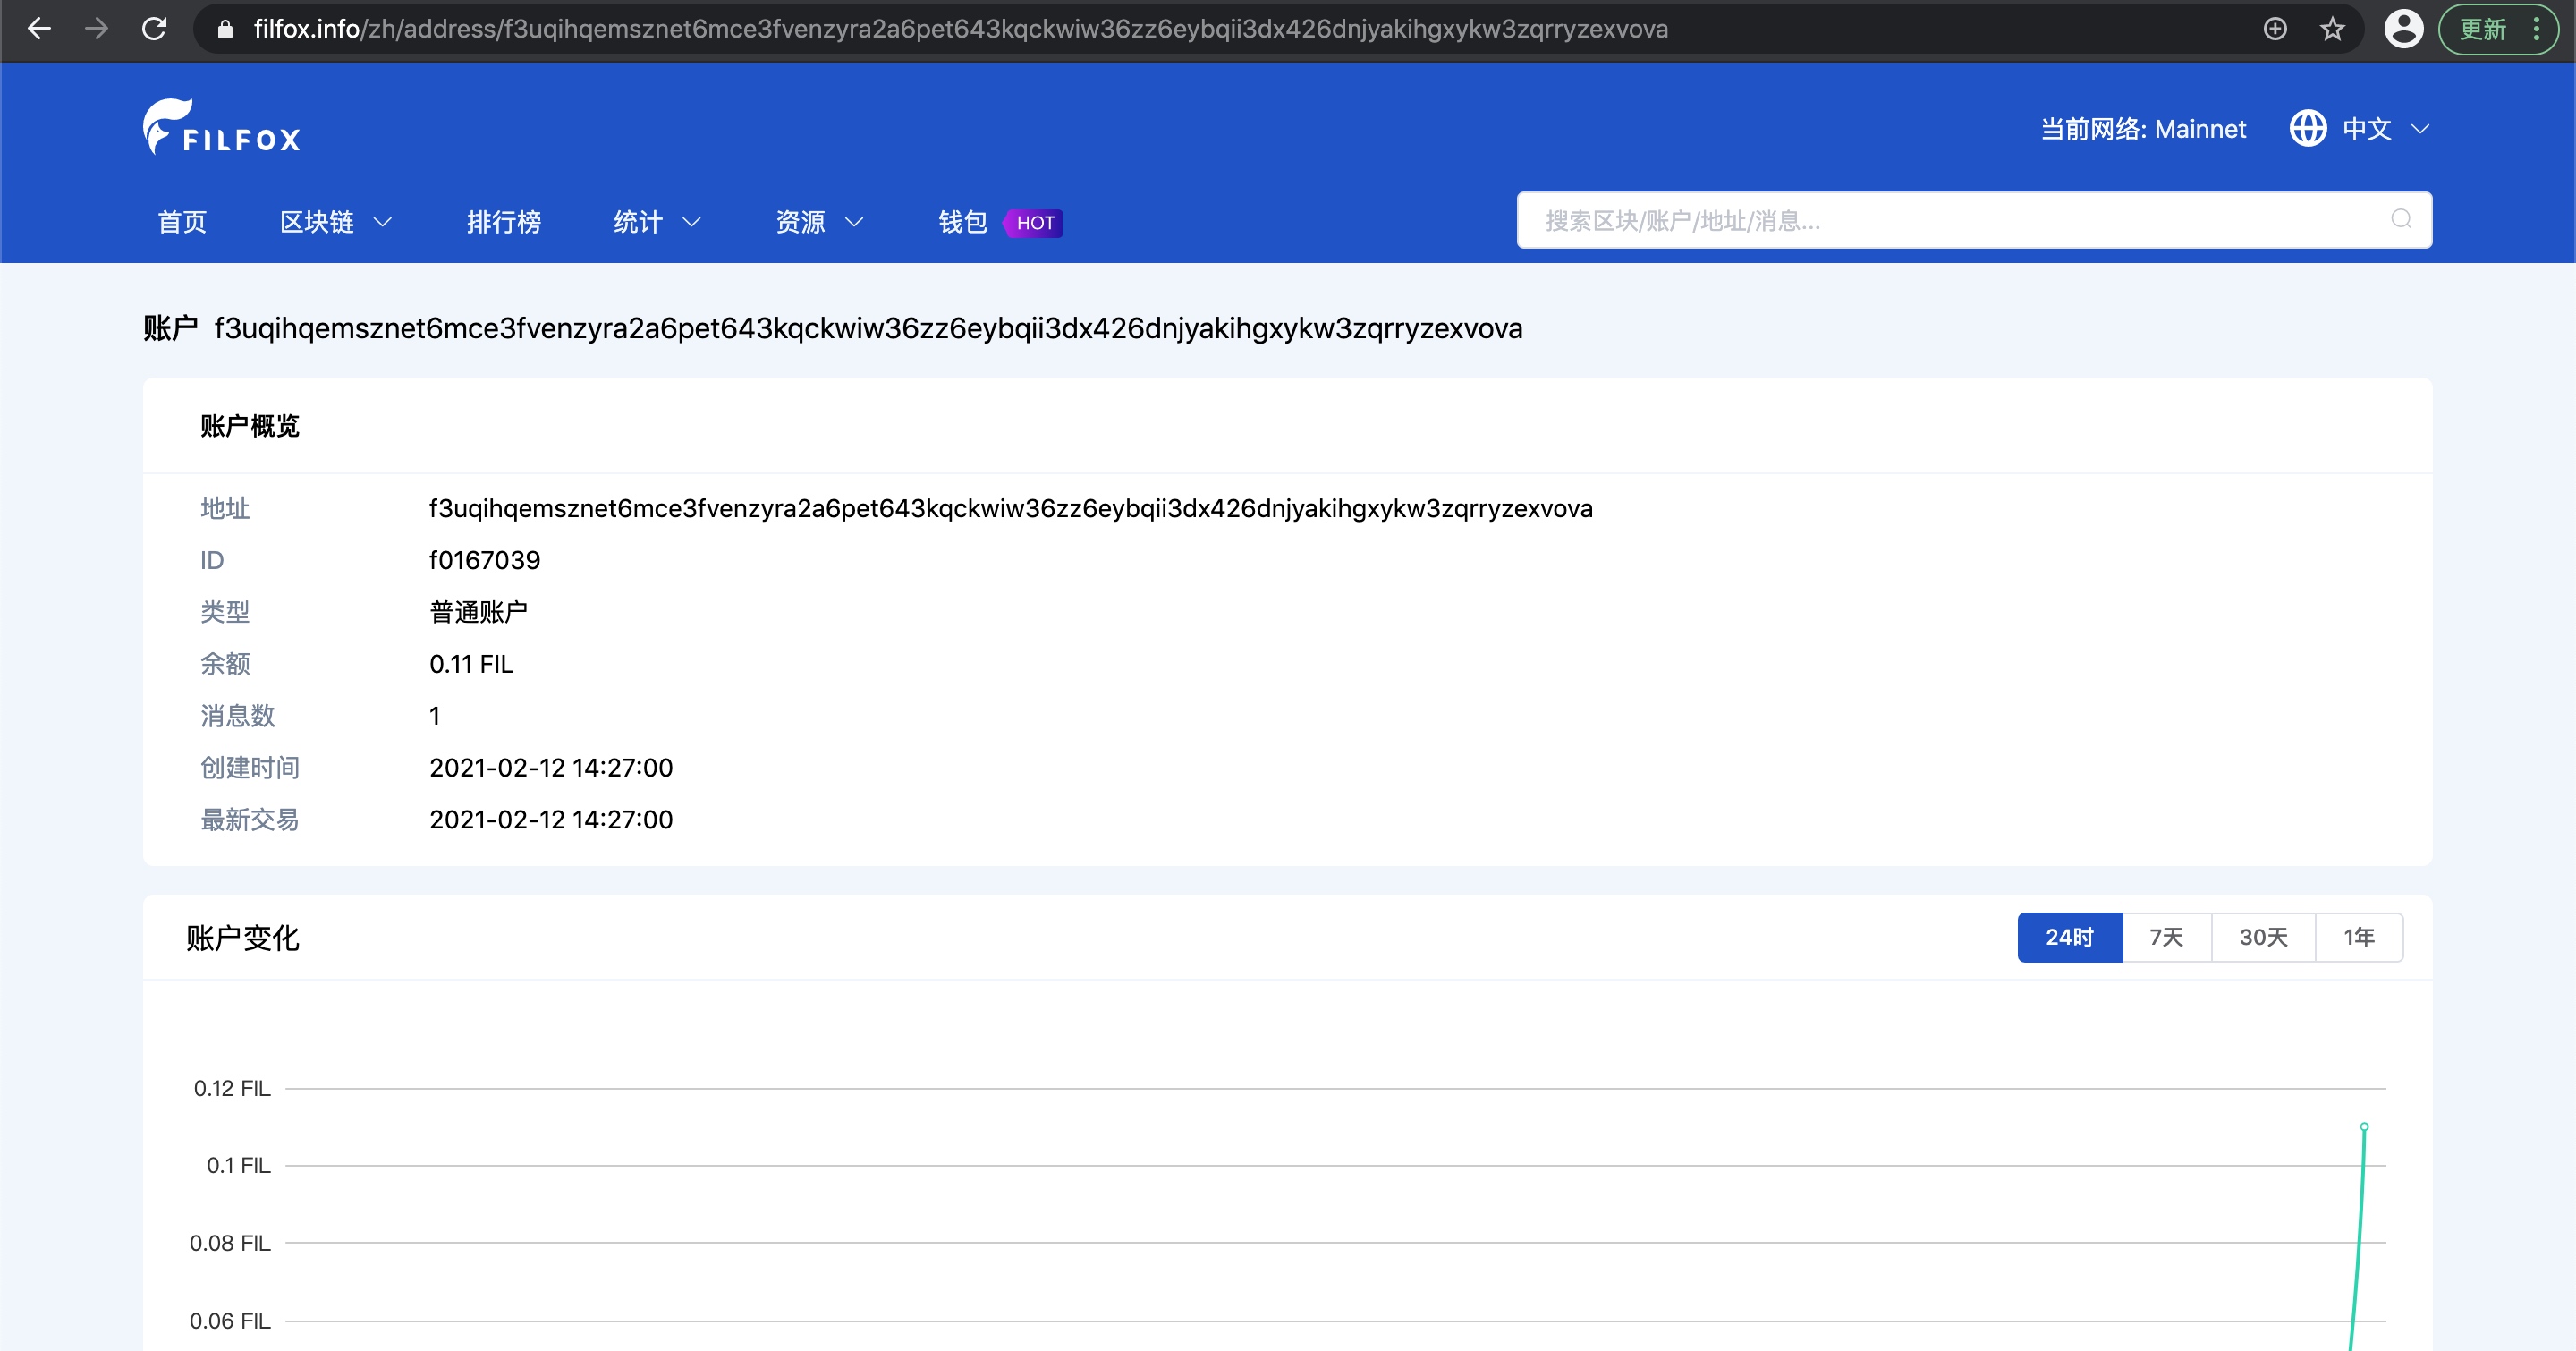 filfox.info/zh/address/f3uqihqemsznet6mce3fvenzyra2a6pet643kqckwiw36zz6eybqii3dx426dnjyakihgxykw3zqrryzexvova
更新
FILFOX
当前网络: Mainnet 中文
首页 区块链 排行榜 统计 资源 钱包 HOT
搜索区块/账户/地址/消息...
账户 f3uqihqemsznet6mce3fvenzyra2a6pet643kqckwiw36zz6eybqii3dx426dnjyakihgxykw3zqrryzexvova
账户概览
地址 f3uqihqemsznet6mce3fvenzyra2a6pet643kqckwiw36zz6eybqii3dx426dnjyakihgxykw3zqrryzexvova
ID f0167039
类型 普通账户
余额 0.11 FIL
消息数 1
创建时间 2021-02-12 14:27:00
最新交易 2021-02-12 14:27:00
账户变化
24时 7天 30天 1年
0.12 FIL
0.1 FIL
0.08 FIL
0.06 FIL